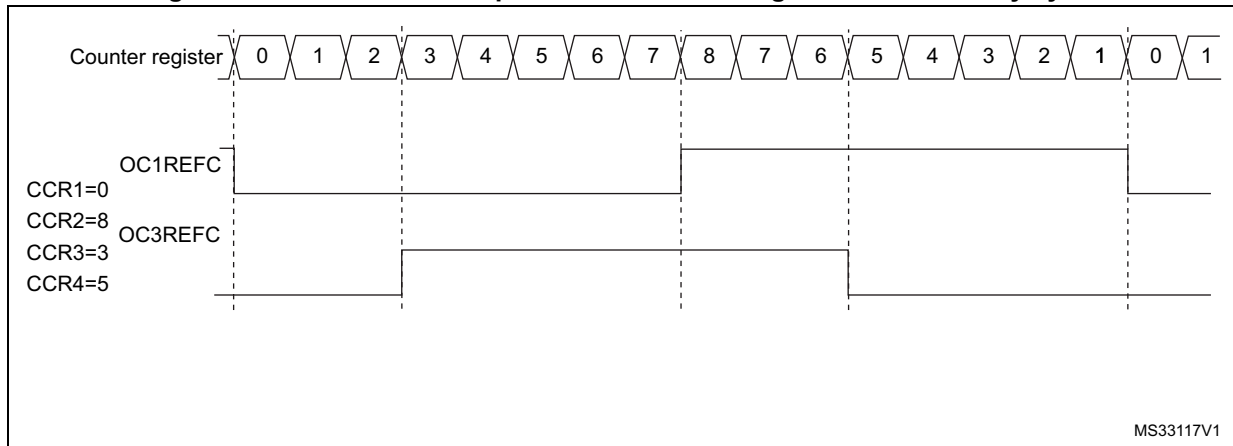 Counter register 0 1 2 3 4 5 6 7 8 7 6 5 4 3 2 1 0 1
OC1REFC
CCR1=0
CCR2=8
OC3REFC
CCR3=3
CCR4=5
MS33117V1